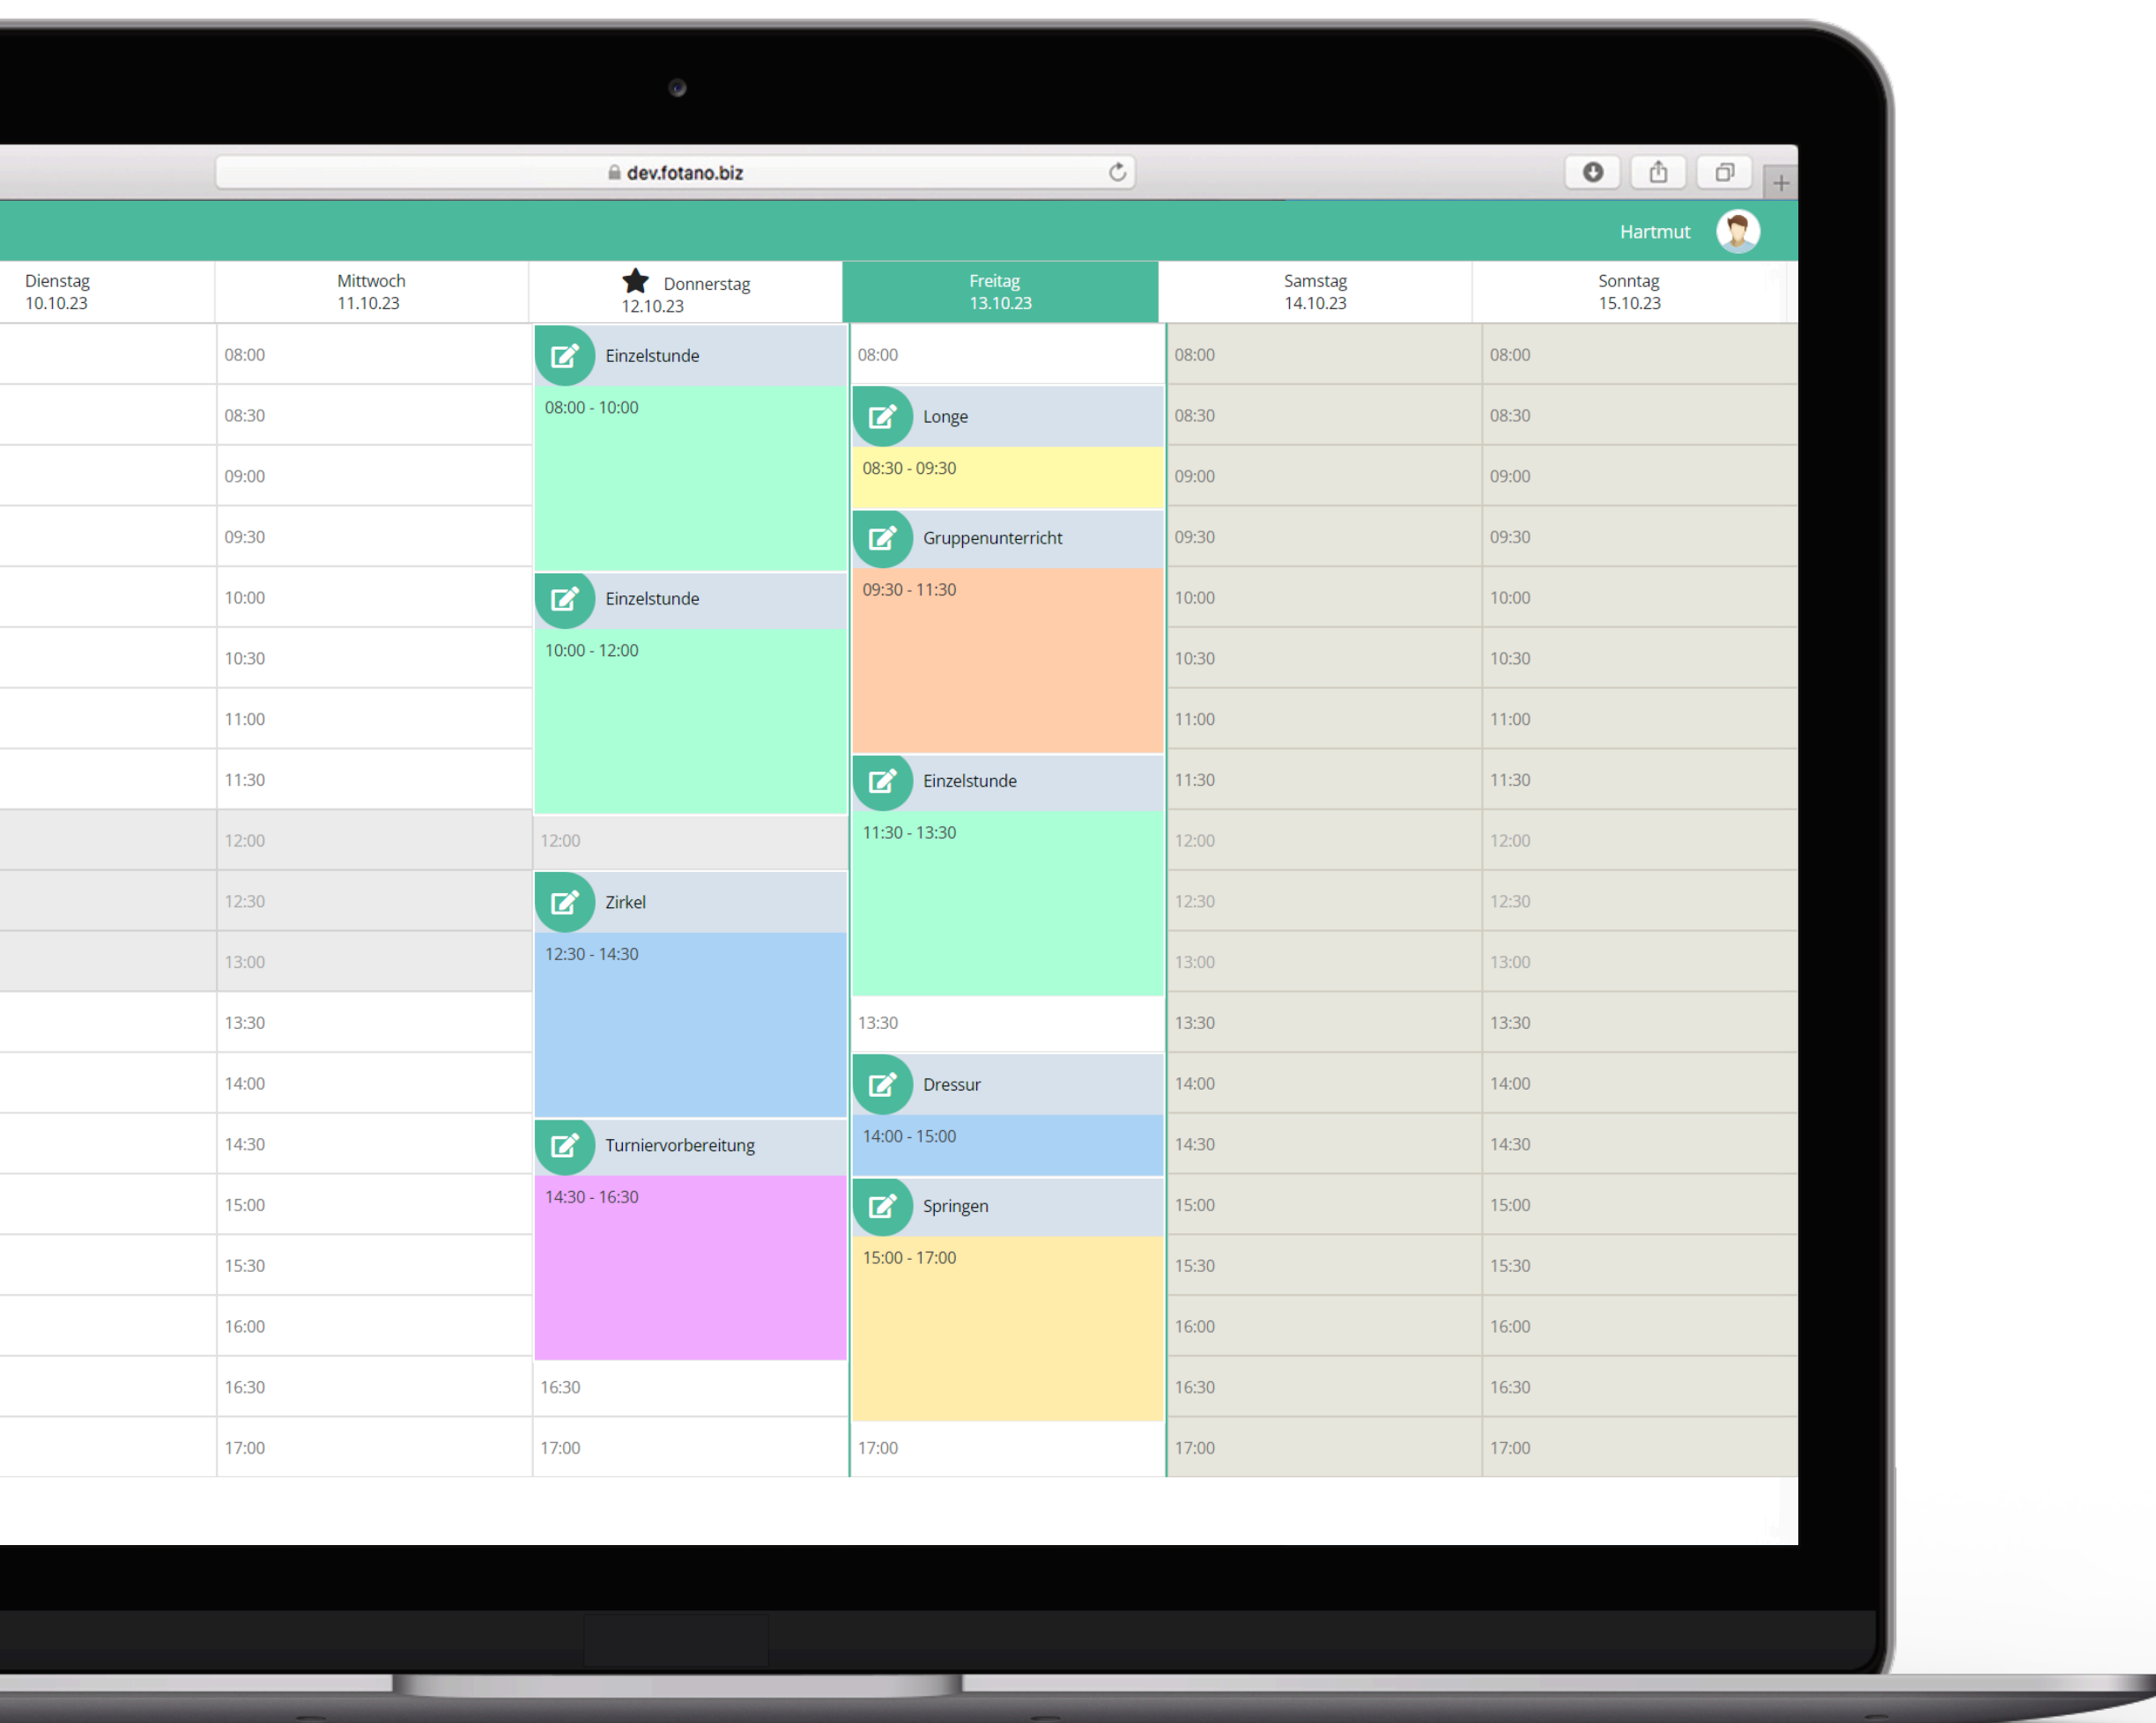 dev.fotano.biz
Hartmut
Dienstag
10.10.23
Mittwoch
11.10.23
Donnerstag
12.10.23
Freitag
13.10.23
Samstag
14.10.23
Sonntag
15.10.23
08:00
08:30
09:00
09:30
10:00
10:30
11:00
11:30
12:00
12:30
13:00
13:30
14:00
14:30
15:00
15:30
16:00
16:30
17:00
Einzelstunde
08:00 - 10:00
Einzelstunde
10:00 - 12:00
12:00
Zirkel
12:30 - 14:30
Turniervorbereitung
14:30 - 16:30
16:30
17:00
08:00
Longe
08:30 - 09:30
Gruppenunterricht
09:30 - 11:30
Einzelstunde
11:30 - 13:30
13:30
Dressur
14:00 - 15:00
Springen
15:00 - 17:00
17:00
08:00
08:30
09:00
09:30
10:00
10:30
11:00
11:30
12:00
12:30
13:00
13:30
14:00
14:30
15:00
15:30
16:00
16:30
17:00
08:00
08:30
09:00
09:30
10:00
10:30
11:00
11:30
12:00
12:30
13:00
13:30
14:00
14:30
15:00
15:30
16:00
16:30
17:00